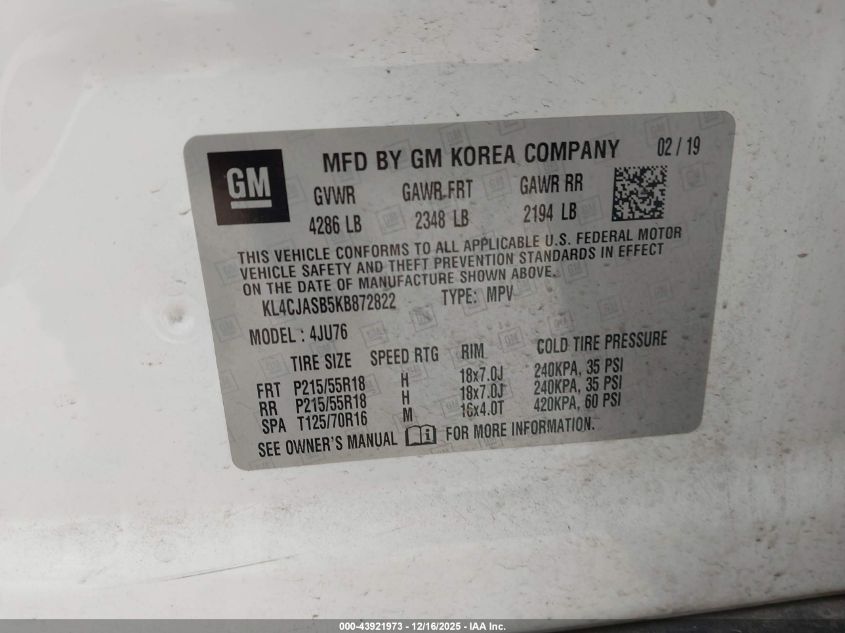 GM
MFD BY GM KOREA COMPANY 02 / 19
GVWR GAWR FRT GAWR RR
4286 LB 2348 LB 2194 LB
THIS VEHICLE CONFORMS TO ALL APPLICABLE U.S. FEDERAL MOTOR
VEHICLE SAFETY AND THEFT PREVENTION STANDARDS IN EFFECT
ON THE DATE OF MANUFACTURE SHOWN ABOVE.
KL4CJASB5KB872822 TYPE: MPV
MODEL : 4JU76
TIRE SIZE SPEED RTG RIM COLD TIRE PRESSURE
FRT P215/55R18 H 18x7.0J 240KPA, 35 PSI
RR P215/55R18 H 18x7.0J 240KPA, 35 PSI
SPA T125/70R16 M 16x4.0T 420KPA, 60 PSI
SEE OWNER'S MANUAL FOR MORE INFORMATION.
000-43921973 - 12/16/2025 - IAA Inc.